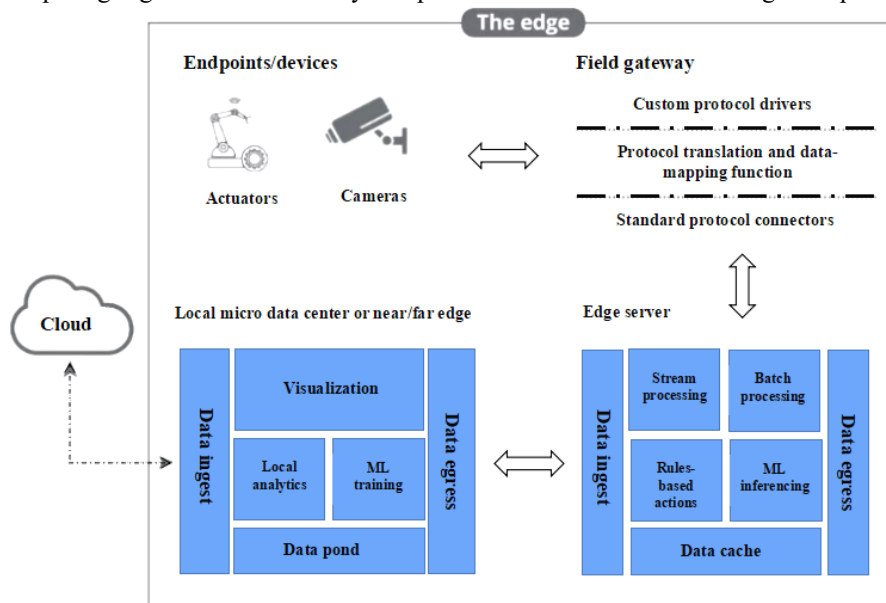 The edge
Endpoints/devices
Field gateway
Actuators
Cameras
Custom protocol drivers
Protocol translation and data-
mapping function
Standard protocol connectors
Cloud
Local micro data center or near/far edge
Data ingest
Visualization
Local
analytics
ML
training
Data pond
Data egress
Edge server
Data ingest
Stream
processing
Batch
processing
Rules-
based
actions
ML
inferencing
Data cache
Data egress